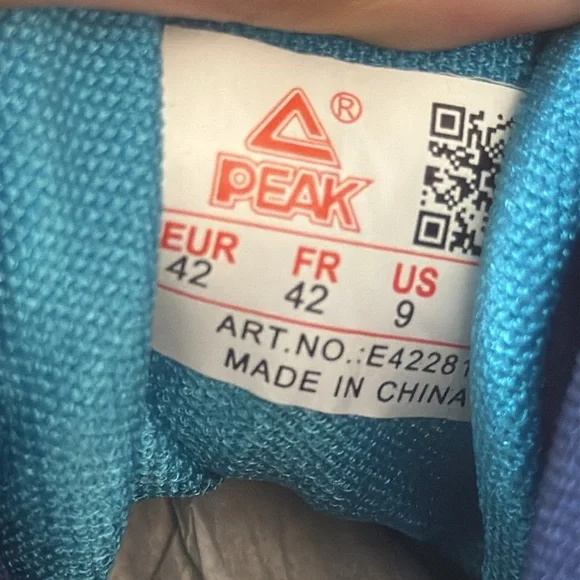 ®
PEAK
EUR FR US
42 42 9
ART.NO.:E42281
MADE IN CHINA